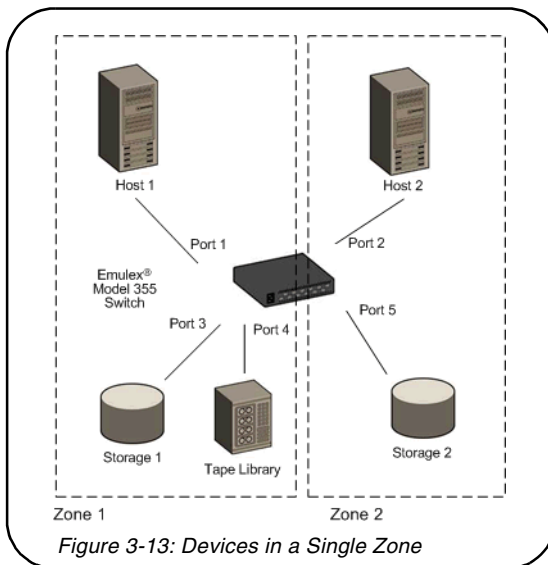 Host 1
Host 2
Port 1
Port 2
Emulex®
Model 355
Switch
Port 3
Port 4
Port 5
Storage 1
Tape Library
Storage 2
Zone 1
Zone 2
Figure 3-13: Devices in a Single Zone